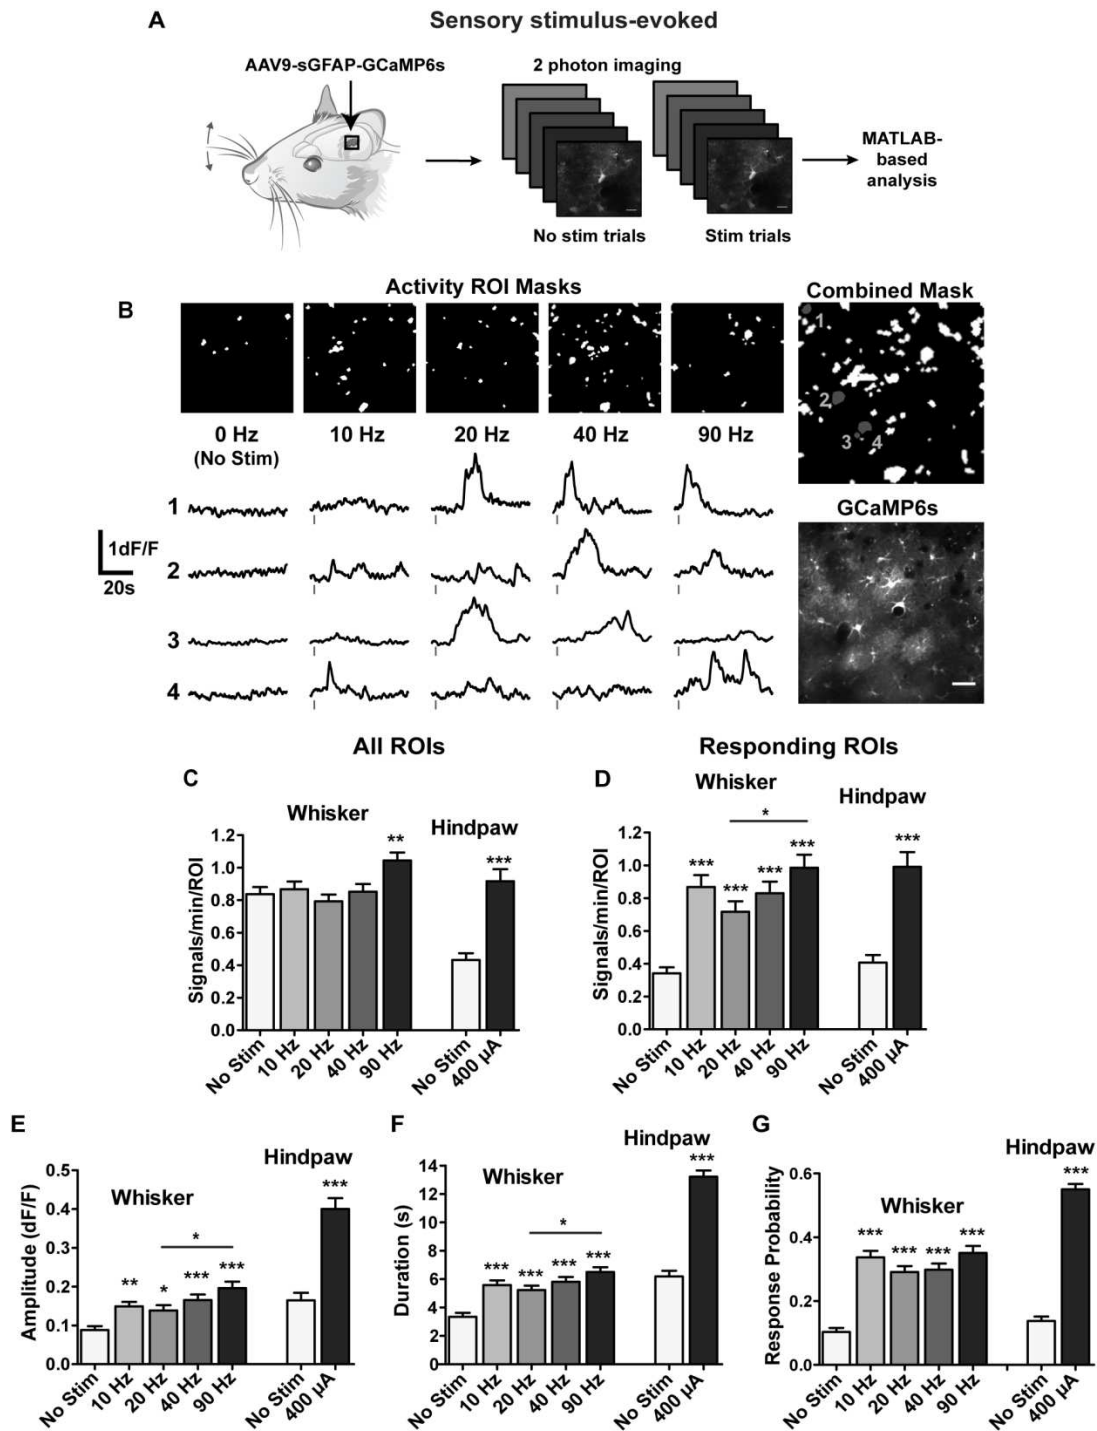 A
Sensory stimulus-evoked
AAV9-sGFAP-GCaMP6s
2 photon imaging
MATLAB-
based
analysis
No stim trials
Stim trials
B
Activity ROI Masks
Combined Mask
1
2
3
4
0 Hz
(No Stim)
10 Hz
20 Hz
40 Hz
90 Hz
GCaMP6s
1
2
3
4
1dF/F
20s
All ROIs
Responding ROIs
C
Whisker
Hindpaw
Signals/min/ROI
1.2
1.0
0.8
0.6
0.4
0.2
0.0
**
***
No Stim
10 Hz
20 Hz
40 Hz
90 Hz
No Stim
400 µA
D
Whisker
Hindpaw
Signals/min/ROI
1.2
1.0
0.8
0.6
0.4
0.2
0.0
*
***
***
***
***
***
No Stim
10 Hz
20 Hz
40 Hz
90 Hz
No Stim
400 µA
E
Whisker
Hindpaw
Amplitude (dF/F)
0.5
0.4
0.3
0.2
0.1
0.0
*
**
*
***
***
***
No Stim
10 Hz
20 Hz
40 Hz
90 Hz
No Stim
400 µA
F
Whisker
Hindpaw
Duration (s)
14
12
10
8
6
4
2
0
*
***
***
***
***
***
No Stim
10 Hz
20 Hz
40 Hz
90 Hz
No Stim
400 µA
G
Whisker
Hindpaw
Response Probability
0.6
0.4
0.2
0.0
***
***
***
***
***
No Stim
10 Hz
20 Hz
40 Hz
90 Hz
No Stim
400 µA